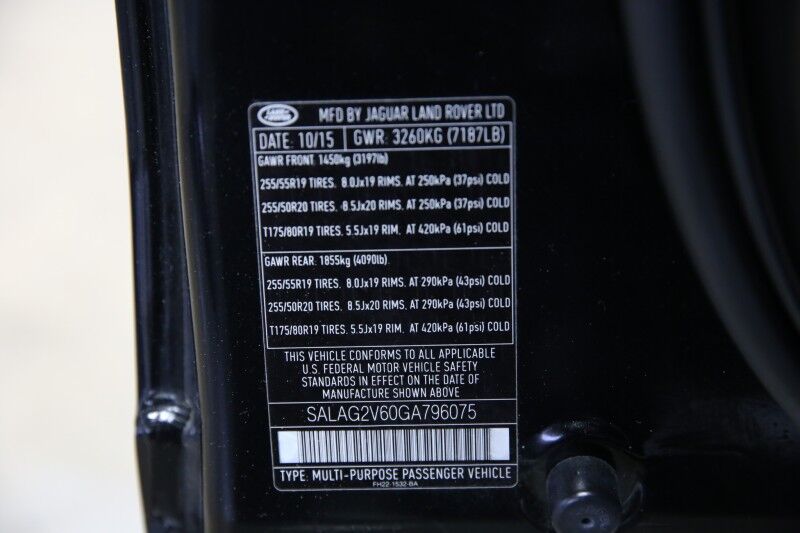 LAND ROVER
MFD BY JAGUAR LAND ROVER LTD
DATE: 10/15 GWR: 3260KG (7187LB)
GAWR FRONT. 1450kg (3197lb)
255/55R19 TIRES. 8.0Jx19 RIMS. AT 250kPa (37psi) COLD
255/50R20 TIRES. 8.5Jx20 RIMS. AT 250kPa (37psi) COLD
T175/80R19 TIRES. 5.5Jx19 RIM. AT 420kPa (61psi) COLD
GAWR REAR. 1855kg (4090lb)
255/55R19 TIRES. 8.0Jx19 RIMS. AT 290kPa (43psi) COLD
255/50R20 TIRES. 8.5Jx20 RIMS. AT 290kPa (43psi) COLD
T175/80R19 TIRES. 5.5Jx19 RIM. AT 420kPa (61psi) COLD
THIS VEHICLE CONFORMS TO ALL APPLICABLE
U.S. FEDERAL MOTOR VEHICLE SAFETY
STANDARDS IN EFFECT ON THE DATE OF
MANUFACTURE SHOWN ABOVE
SALAG2V60GA796075
TYPE: MULTI-PURPOSE PASSENGER VEHICLE
FH22-1532-BA